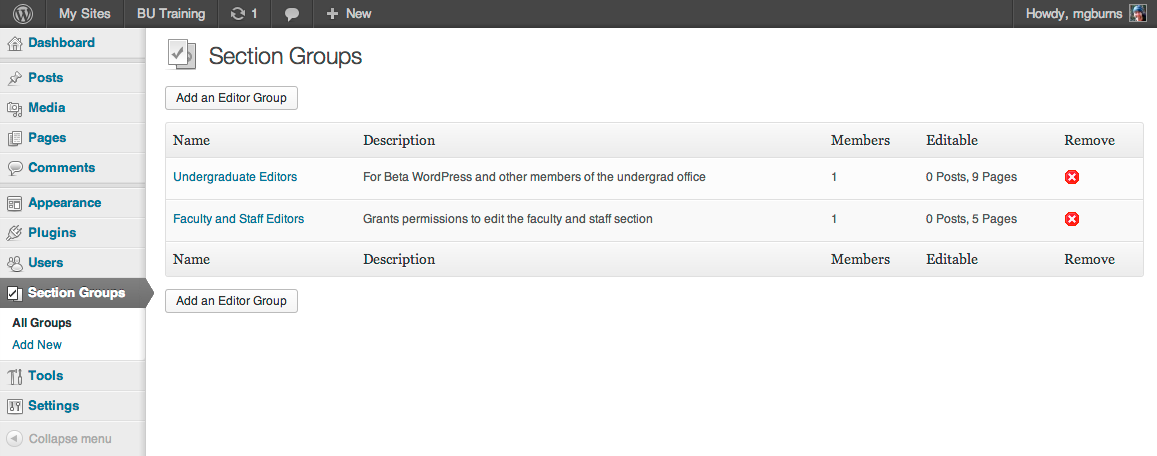 My Sites BU Training 1 + New Howdy, mgburns
Dashboard
Posts
Media
Pages
Comments
Appearance
Plugins
Users
Section Groups
All Groups
Add New
Tools
Settings
Collapse menu
Section Groups
Add an Editor Group
Name Description Members Editable Remove
Undergraduate Editors For Beta WordPress and other members of the undergrad office 1 0 Posts, 9 Pages
Faculty and Staff Editors Grants permissions to edit the faculty and staff section 1 0 Posts, 5 Pages
Name Description Members Editable Remove
Add an Editor Group